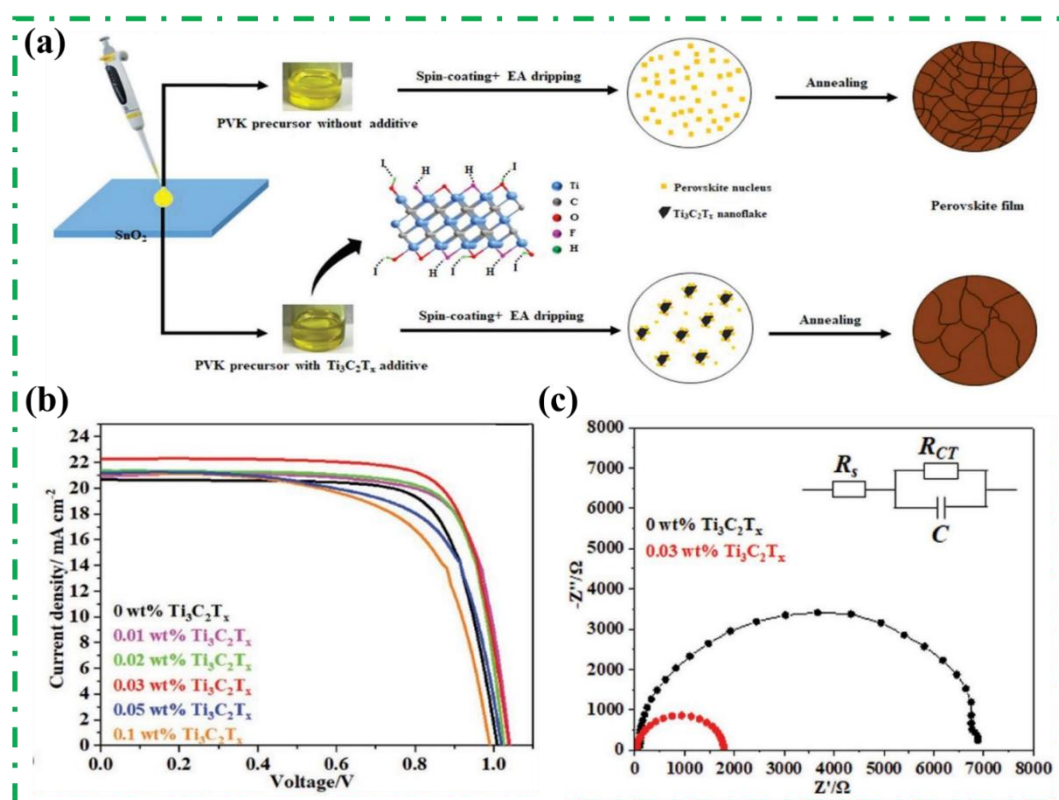 (a)
PVK precursor without additive
Spin-coating+ EA dripping
Annealing
SnO₂
I H H I
Ti
C
O
F
H
I H I H I
Perovskite nucleus
Ti₃C₂Tₓ nanoflake
Perovskite film
PVK precursor with Ti₃C₂Tₓ additive
Spin-coating+ EA dripping
Annealing
(b)
Current density/ mA cm⁻²
24
22
20
18
16
14
12
10
8
6
4
2
0
0 wt% Ti₃C₂Tₓ
0.01 wt% Ti₃C₂Tₓ
0.02 wt% Ti₃C₂Tₓ
0.03 wt% Ti₃C₂Tₓ
0.05 wt% Ti₃C₂Tₓ
0.1 wt% Ti₃C₂Tₓ
0.0 0.2 0.4 0.6 0.8 1.0
Voltage/V
(c)
-Z''/Ω
8000
7000
6000
5000
4000
3000
2000
1000
0
Rₛ
R_CT
C
0 wt% Ti₃C₂Tₓ
0.03 wt% Ti₃C₂Tₓ
0 1000 2000 3000 4000 5000 6000 7000 8000
Z'/Ω